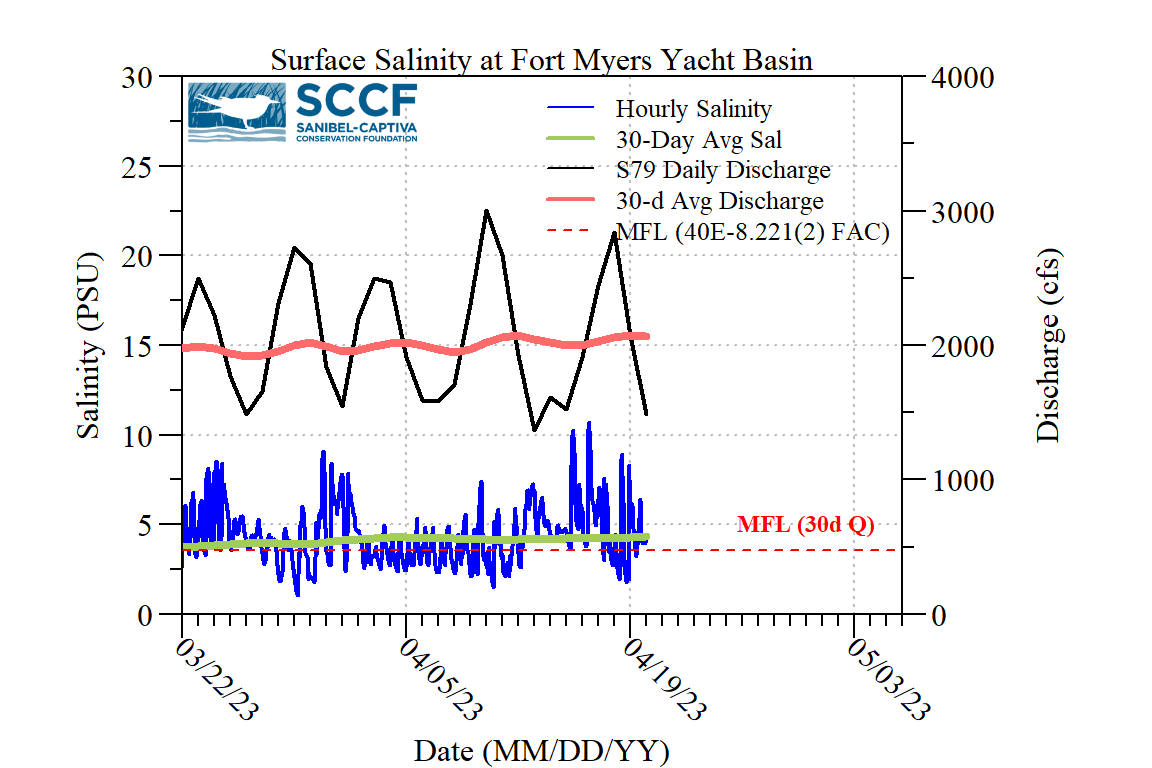 Surface Salinity at Fort Myers Yacht Basin
SCCF
SANIBEL-CAPTIVA
CONSERVATION FOUNDATION
Hourly Salinity
30-Day Avg Sal
S79 Daily Discharge
30-d Avg Discharge
MFL (40E-8.221(2) FAC)
MFL (30d Q)
Salinity (PSU)
30
25
20
15
10
5
0
Discharge (cfs)
4000
3000
2000
1000
0
03/22/23
04/05/23
04/19/23
05/03/23
Date (MM/DD/YY)